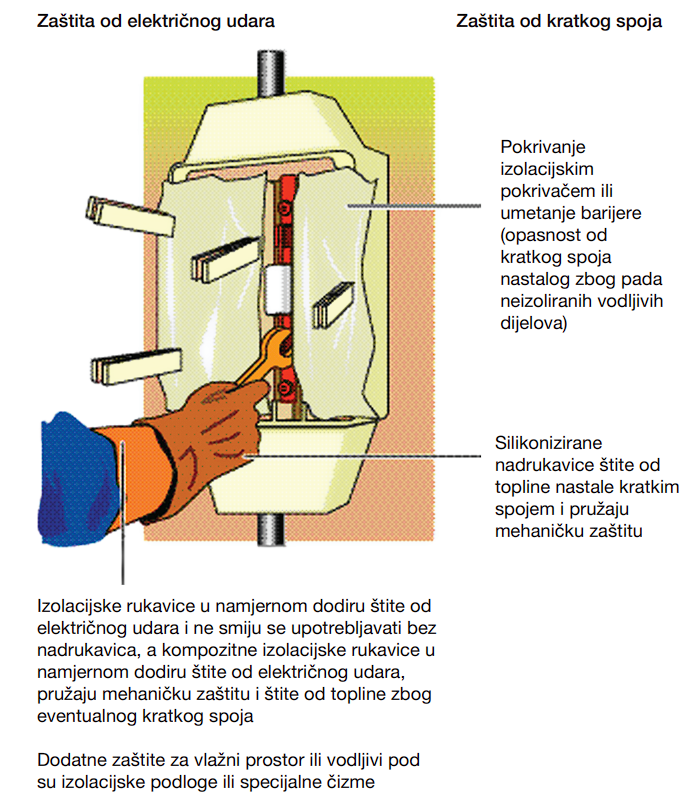 Zaštita od električnog udara
Zaštita od kratkog spoja
Pokrivanje
izolacijskim
pokrivačem ili
umetanje barijere
(opasnost od
kratkog spoja
nastalog zbog pada
neizoliranih vodljivih
dijelova)
Silikonizirane
nadrukavice štite od
topline nastale kratkim
spojem i pružaju
mehaničku zaštitu
Izolacijske rukavice u namjernom dodiru štite od
električnog udara i ne smiju se upotrebljavati bez
nadrukavica, a kompozitne izolacijske rukavice u
namjernom dodiru štite od električnog udara,
pružaju mehaničku zaštitu i štite od topline zbog
eventualnog kratkog spoja
Dodatne zaštite za vlažni prostor ili vodljivi pod
su izolacijske podloge ili specijalne čizme